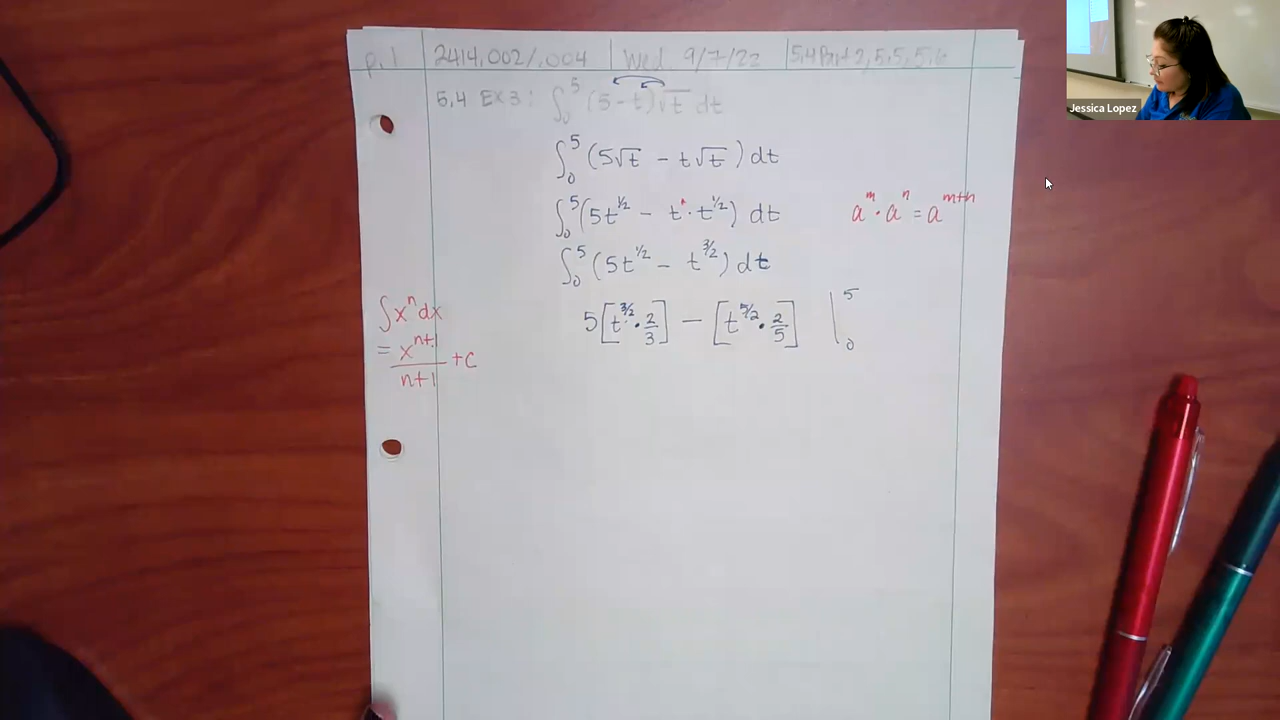 p.1 2414.002/.004 Wed. 9/7/22 5.4 Part 2, 5.5, 5.6
5.4 EX 3: ∫₀⁵ (5-t)√t dt
∫₀⁵ (5√t - t√t) dt
∫₀⁵ (5t^1/2 - t^1 · t^1/2) dt
a^m · a^n = a^m+n
∫₀⁵ (5t^1/2 - t^3/2) dt
5[t^3/2 · 2/3] - [t^5/2 · 2/5] |₀⁵
∫x^n dx
= x^n+1/n+1 + c
Jessica Lopez